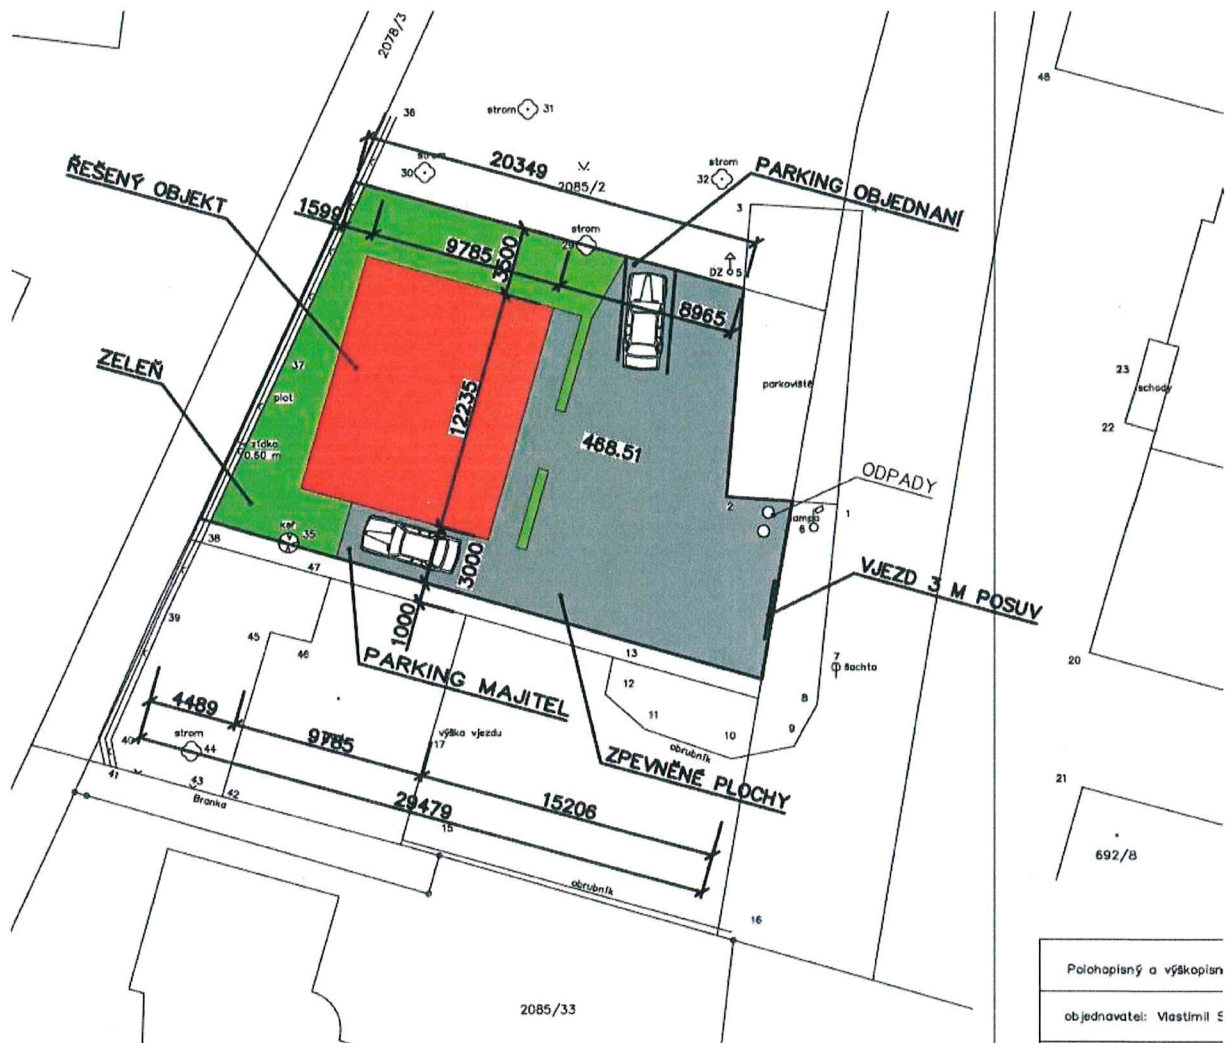 2078/3
48
36
strom
31
ŘEŠENÝ OBJEKT
strom
30
20349
2085/2
strom
32
PARKING OBJEDNANÍ
3
1599
9785
3500
strom
29
DZ
5
8965
ZELEŇ
37
plot
12235
parkoviště
23
schody
22
zídka
0.60 m
468.51
ODPADY
2
lampa
6
1
keř
35
38
47
3000
1000
VJEZD 3 M POSUV
39
45
46
13
12
7
šachta
20
8
PARKING MAJITEL
11
10
9
obrubník
4489
9785
výška vjezdu
17
strom
40
44
ZPEVNĚNÉ PLOCHY
41
43
42
Branka
29479
15206
15
21
692/8
obrubník
16
2085/33
Polohopisný a výškopisn
objednavatel: Vlastimil S